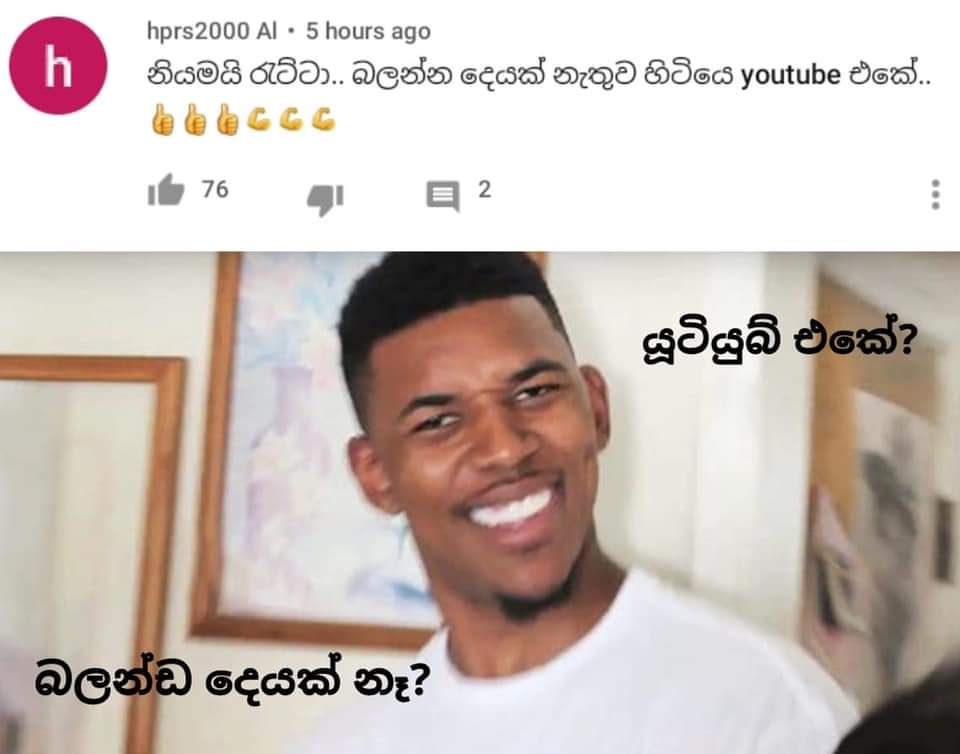 h
hprs2000 Al • 5 hours ago
නියමයි රැට්ටා.. බලන්න දෙයක් නැතුව හිටියෙ youtube එකේ..
👍👍👍💪💪💪
76
2
යූටියුබ් එකේ?
බලන්ඩ දෙයක් නෑ?